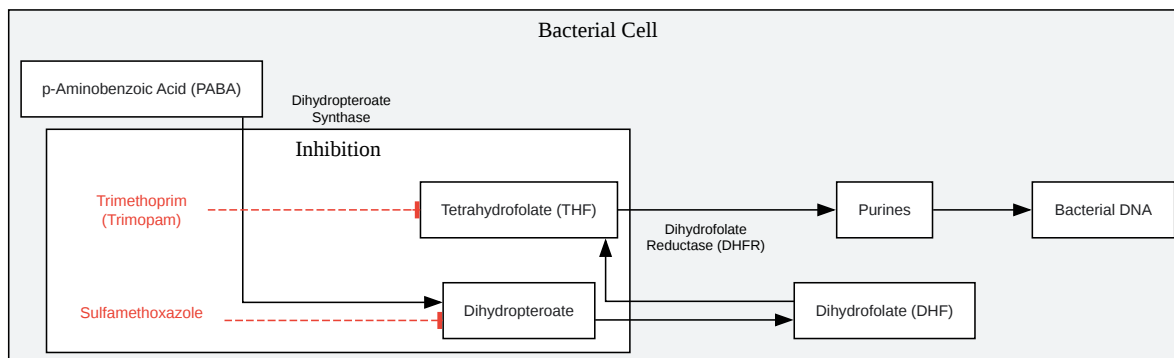 Bacterial Cell
p-Aminobenzoic Acid (PABA)
Dihydropteroate
Synthase
Inhibition
Trimethoprim
(Trimopam)
Tetrahydrofolate (THF)
Purines
Bacterial DNA
Dihydrofolate
Reductase (DHFR)
Sulfamethoxazole
Dihydropteroate
Dihydrofolate (DHF)